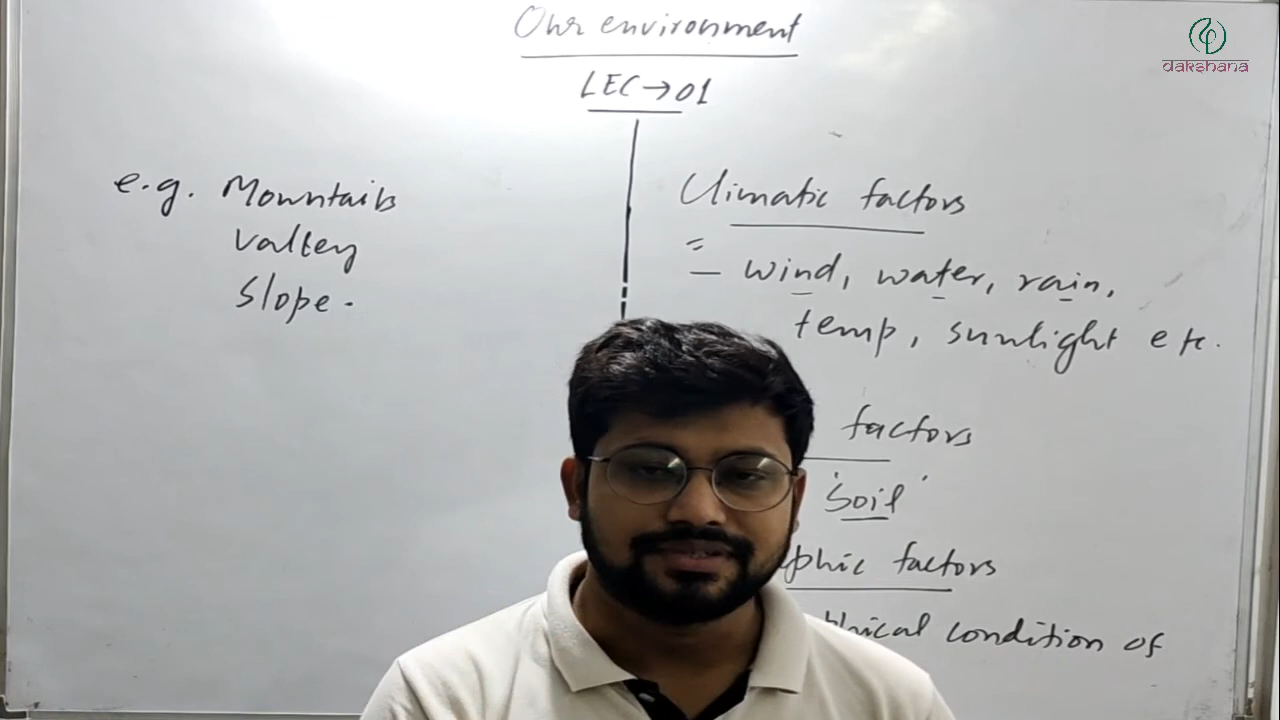 Our environment
LEC → 01
dakshana
e.g. Mountains
Valley
Slope.
Climatic factors
= wind, water, rain,
temp, sunlight etc.
factors
'soil'
phic factors
hical condition of